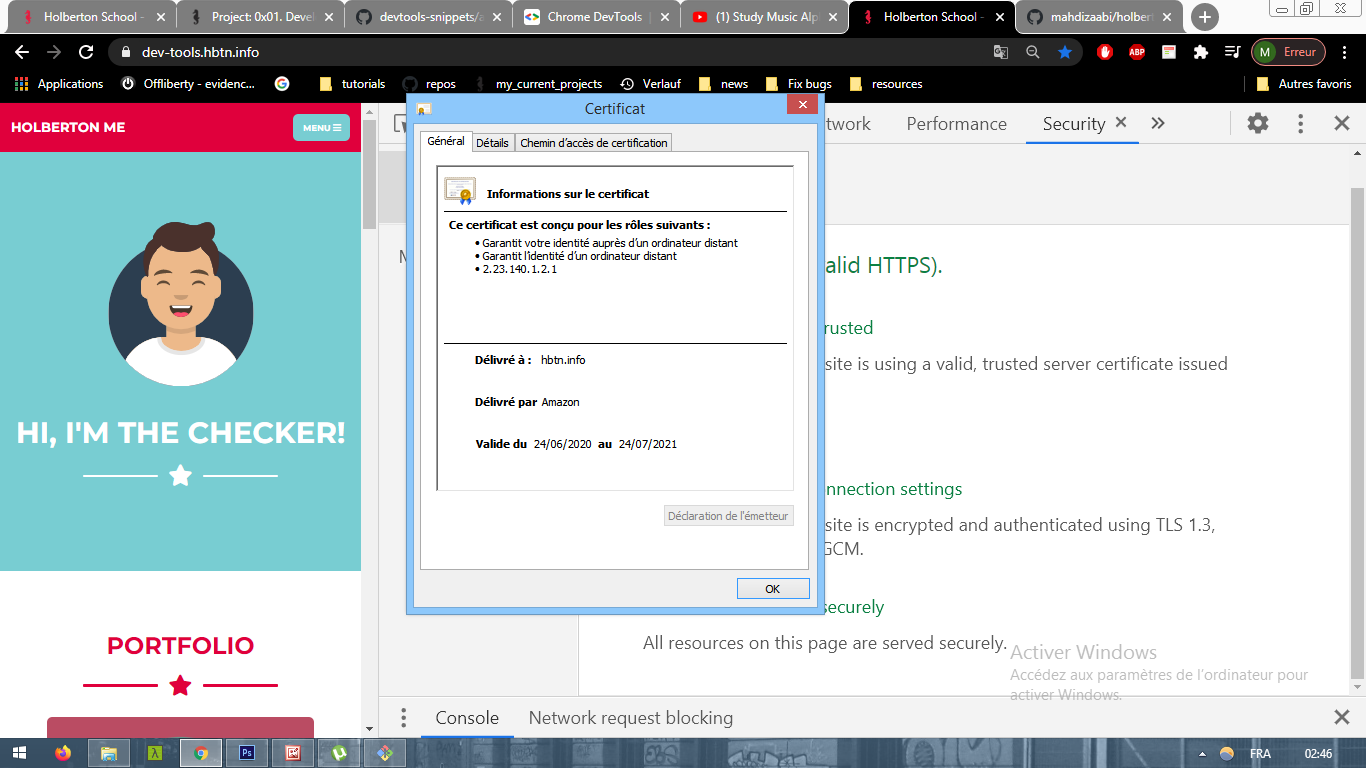 Holberton School -
Project: 0x01. Devel
devtools-snippets/a
Chrome DevTools
(1) Study Music Alp
Holberton School -
mahdizaabi/holbert
dev-tools.hbtn.info
ABP
M Erreur
Applications
Offliberty - evidenc...
tutorials
repos
my_current_projects
Verlauf
news
Fix bugs
resources
Autres favoris
HOLBERTON ME
MENU
HI, I'M THE CHECKER!
PORTFOLIO
twork
Performance
Security
alid HTTPS).
rusted
site is using a valid, trusted server certificate issued
nnection settings
site is encrypted and authenticated using TLS 1.3,
GCM.
securely
All resources on this page are served securely.
Certificat
Général
Détails
Chemin d'accès de certification
Informations sur le certificat
Ce certificat est conçu pour les rôles suivants :
• Garantit votre identité auprès d'un ordinateur distant
• Garantit l'identité d'un ordinateur distant
• 2.23.140.1.2.1
Délivré à : hbtn.info
Délivré par Amazon
Valide du 24/06/2020 au 24/07/2021
Déclaration de l'émetteur
OK
Activer Windows
Accédez aux paramètres de l'ordinateur pour
activer Windows.
Console
Network request blocking
Ps
FRA
02:46